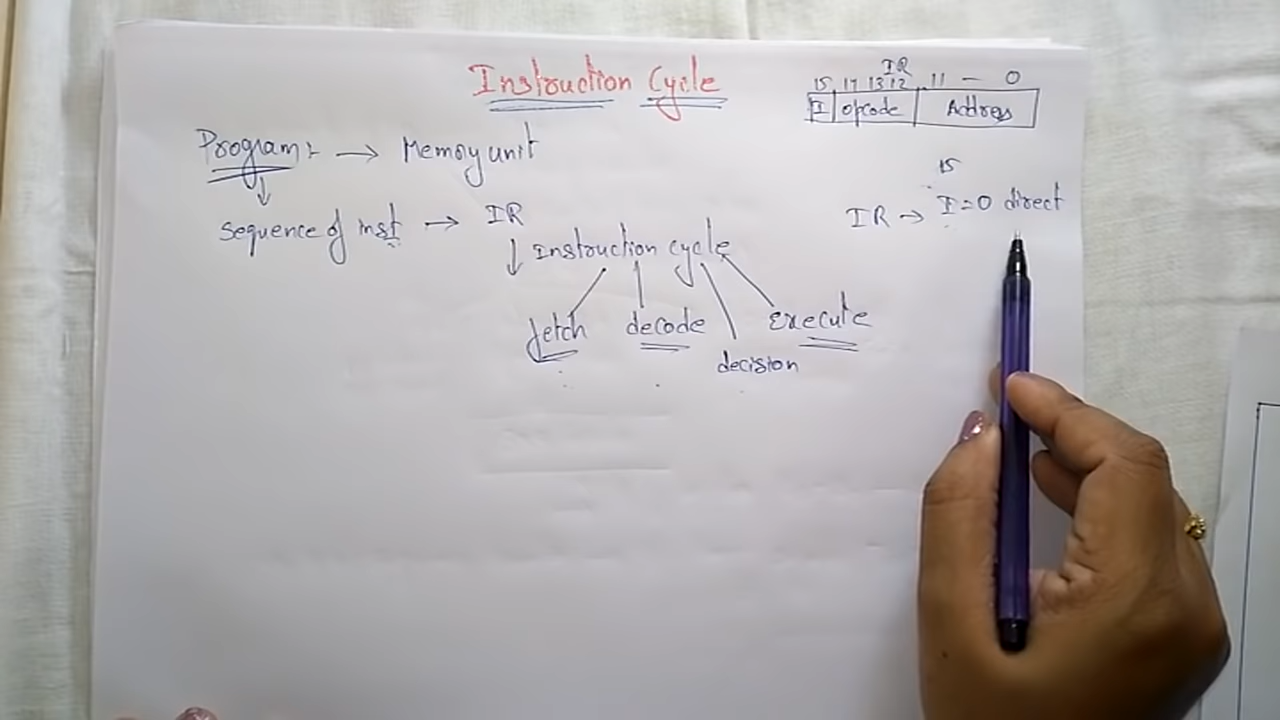 Instruction Cycle
IR
15 14 13 12 11 — 0
I opcode Address
Program:- → Memory unit
↓
Sequence of inst → IR
↓ Instruction cycle
fetch decode decision Execute
15
IR → I=0 direct